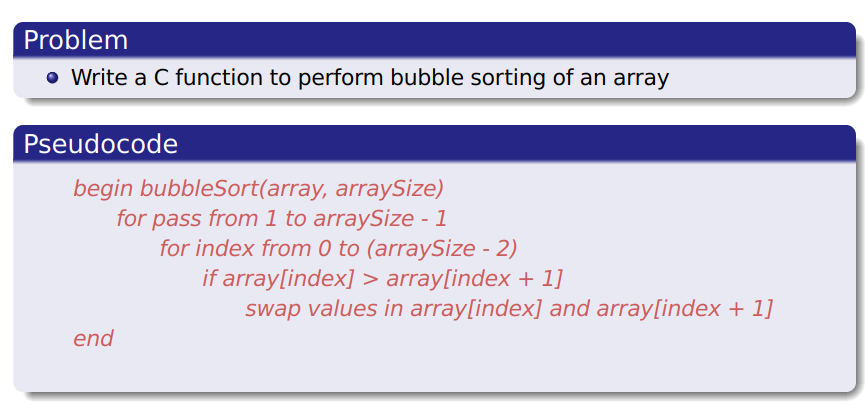 Problem
Write a C function to perform bubble sorting of an array
Pseudocode
begin bubbleSort(array, arraySize)
for pass from 1 to arraySize - 1
for index from 0 to (arraySize - 2)
if array[index] > array[index + 1]
swap values in array[index] and array[index + 1]
end